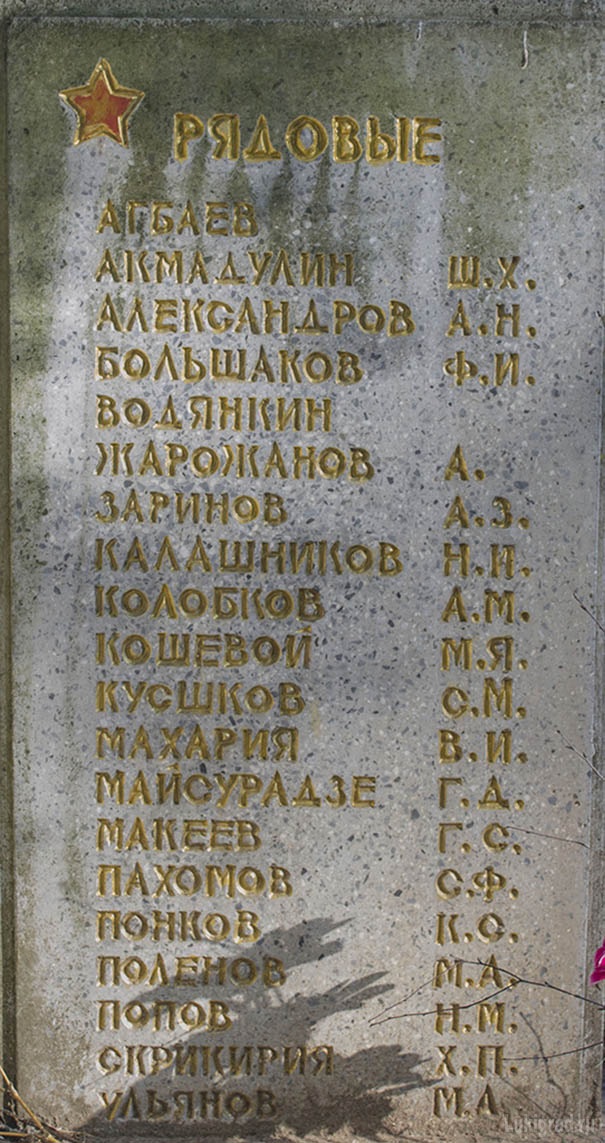 РЯДОВЫЕ
АГБАЕВ
АКМАДУЛИН Ш.Х.
АЛЕКСАНДРОВ А.Н.
БОЛЬШАКОВ Ф.И.
ВОДЯНКИН
ЖАРОЖАНОВ А.
ЗАРИНОВ А.З.
КАЛАШНИКОВ Н.И.
КОЛОБКОВ А.М.
КОШЕВОЙ М.Я.
КУСШКОВ С.М.
МАХАРИЯ В.И.
МАЙСУРАДЗЕ Г.Д.
МАКЕЕВ Г.С.
ПАХОМОВ С.Ф.
ПОНКОВ К.С.
ПОЛЕНОВ М.А.
ПОПОВ Н.М.
СКРИКИРИЯ Х.П.
УЛЬЯНОВ М.А.